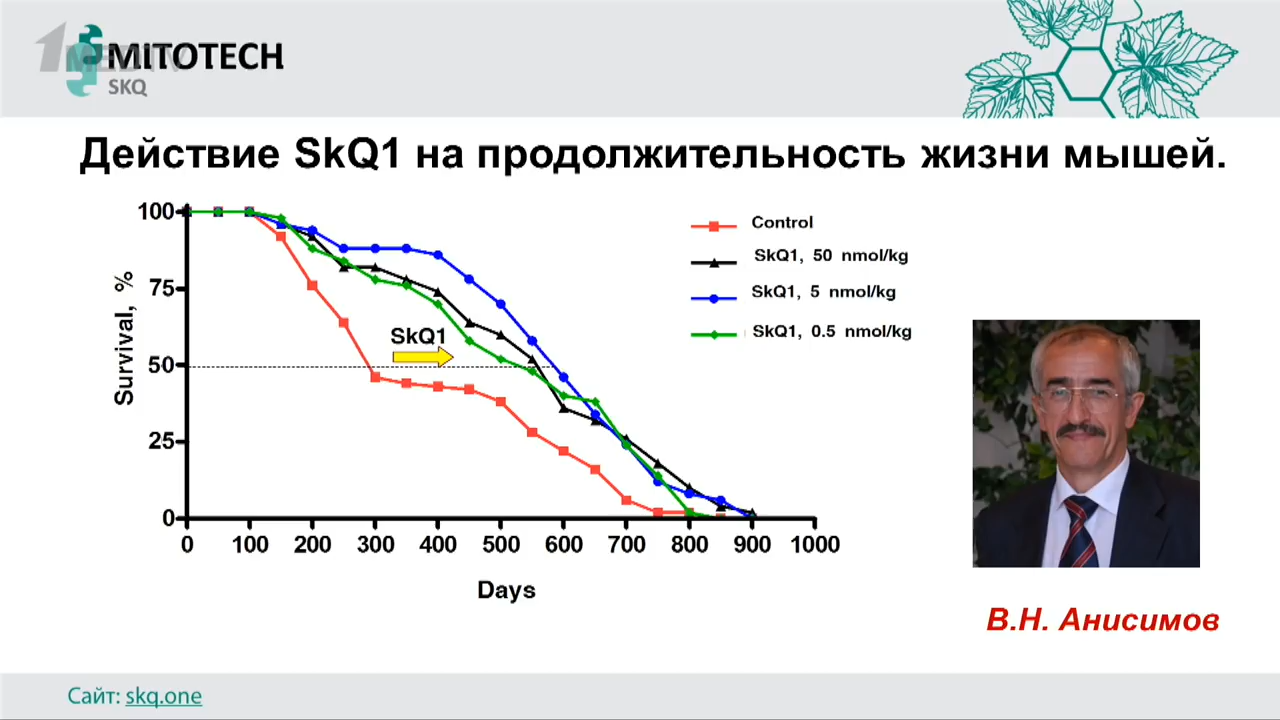 1MEDTV
MITOTECH
SKQ
Действие SkQ1 на продолжительность жизни мышей.
Survival, %
100
75
50
25
0
0 100 200 300 400 500 600 700 800 900 1000
Days
SkQ1
Control
SkQ1, 50 nmol/kg
SkQ1, 5 nmol/kg
SkQ1, 0.5 nmol/kg
В.Н. Анисимов
Сайт: skq.one